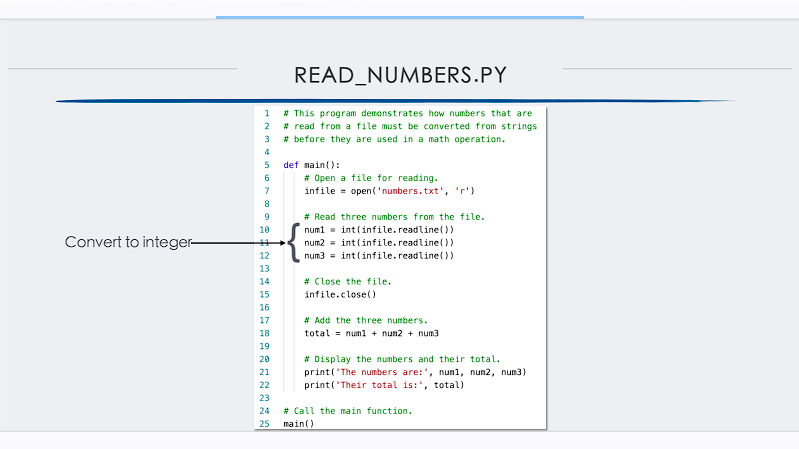 READ_NUMBERS.PY
1 # This program demonstrates how numbers that are
2 # read from a file must be converted from strings
3 # before they are used in a math operation.
4
5 def main():
6     # Open a file for reading.
7     infile = open('numbers.txt', 'r')
8
9     # Read three numbers from the file.
10     num1 = int(infile.readline())
Convert to integer
11     num2 = int(infile.readline())
12     num3 = int(infile.readline())
13
14     # Close the file.
15     infile.close()
16
17     # Add the three numbers.
18     total = num1 + num2 + num3
19
20     # Display the numbers and their total.
21     print('The numbers are:', num1, num2, num3)
22     print('Their total is:', total)
23
24 # Call the main function.
25 main()